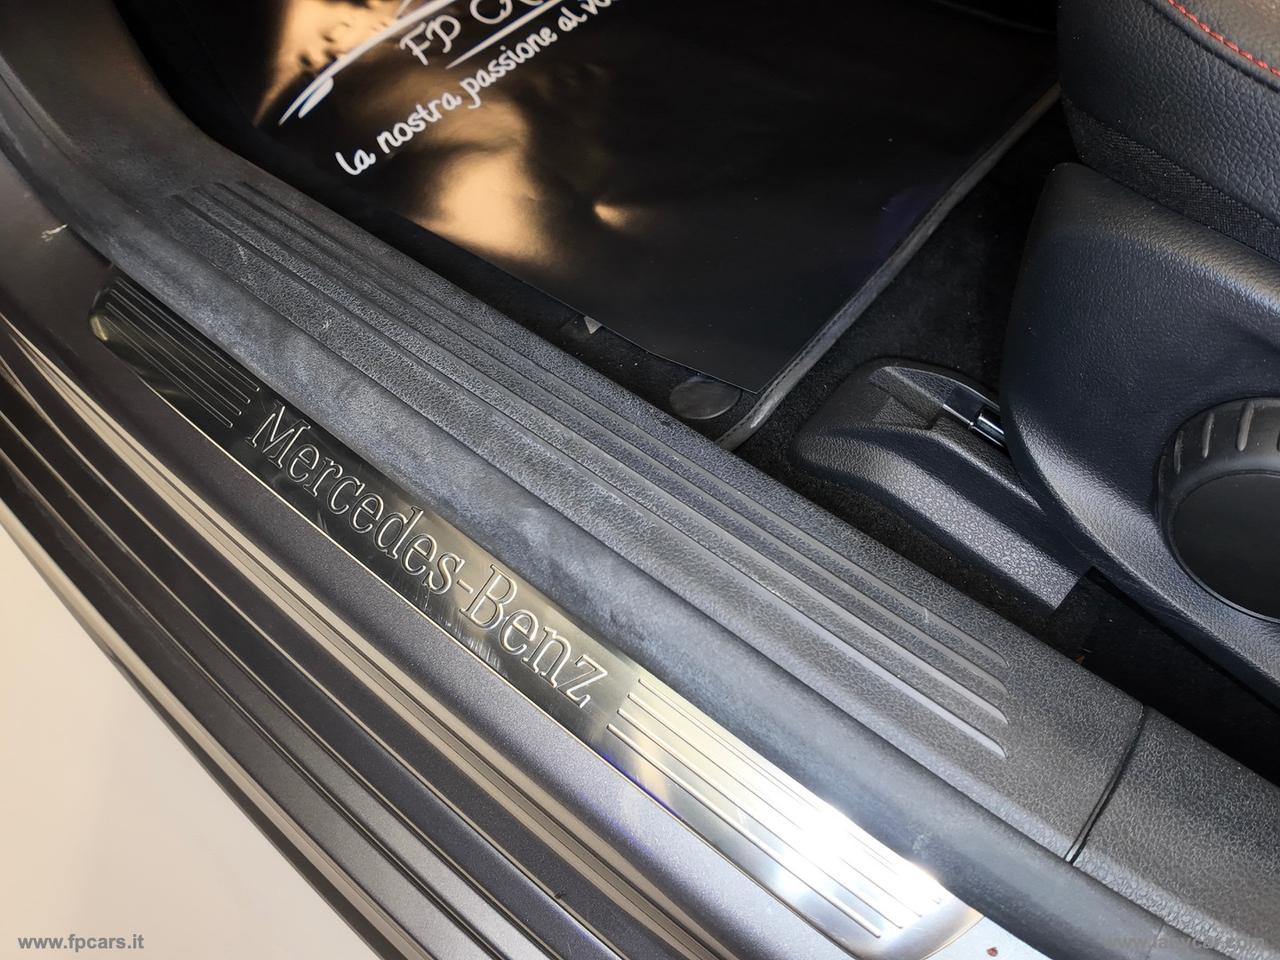 FP
la nostra passione al
Mercedes-Benz
www.fpcars.it